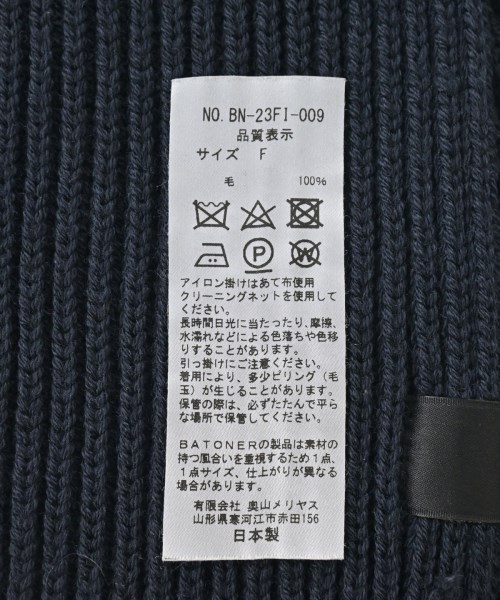 NO. BN-23FI-009
品質表示
サイズ F
毛 100%
P W
アイロン掛けはあて布使用
クリーニングネットを使用して
ください。
長時間日光に当たったり、摩擦、
水濡れなどによる色落ちや色移
りすることがあります。
引っ掛けにご注意ください。
着用により、多少ピリング（毛
玉）が生じることがあります。
保管の際は、必ずたたんで平ら
な場所で保管してください。
BATONERの製品は素材の
持つ風合いを重視するため1点、
1点サイズ、仕上がりが異なる
場合があります。
有限会社 奥山メリヤス
山形県寒河江市赤田156
日本製